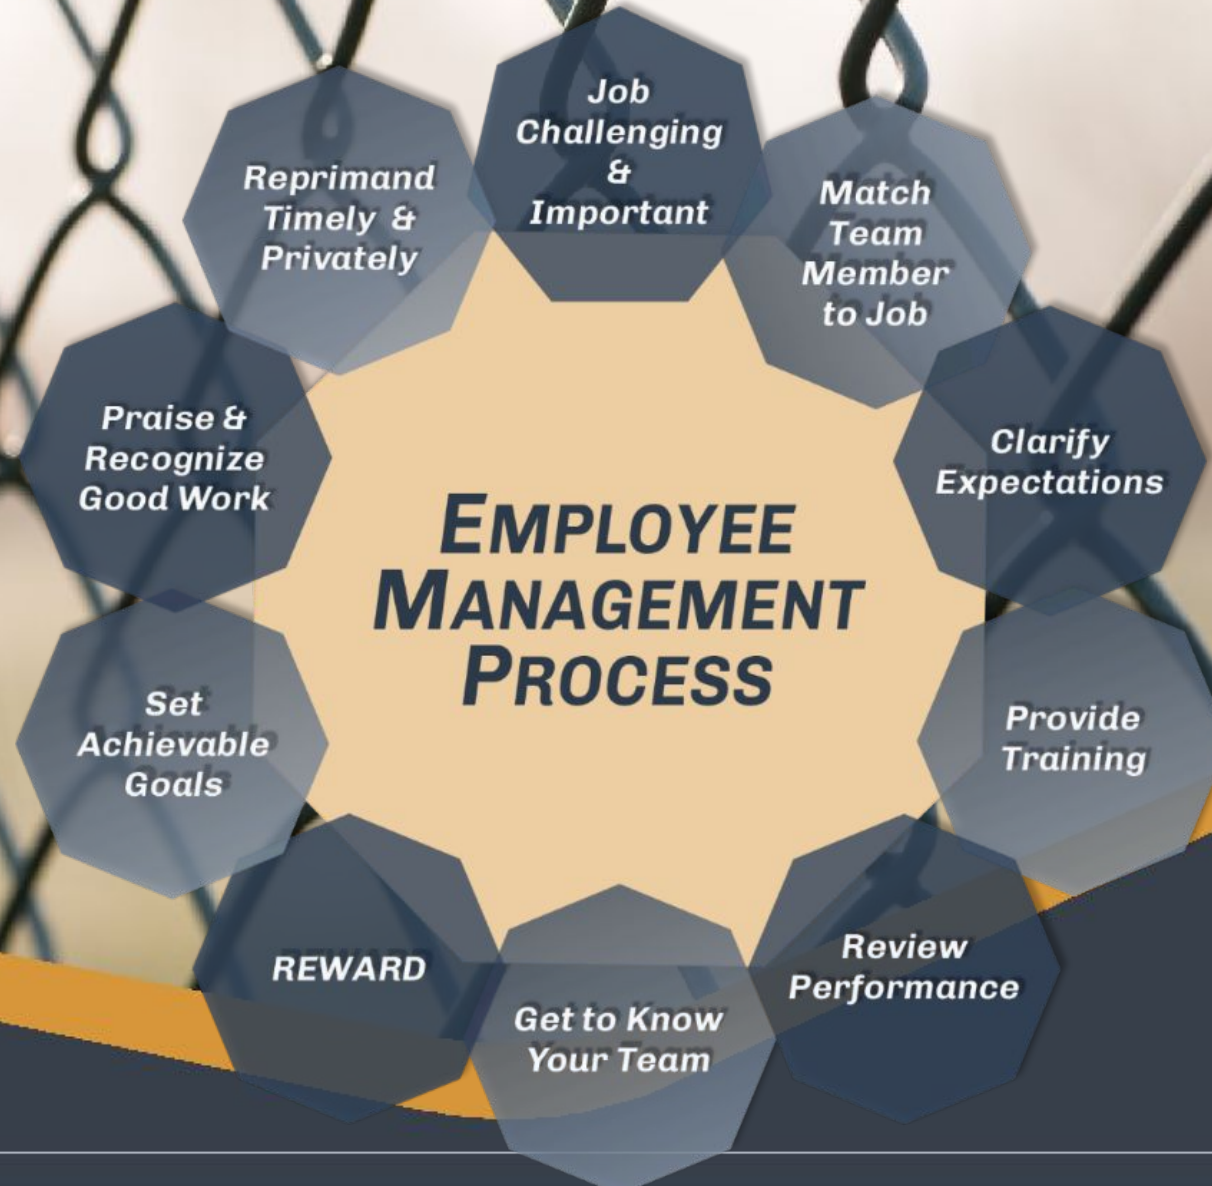 Job
Challenging
&
Important
Match
Team
Member
to Job
Clarify
Expectations
Provide
Training
Review
Performance
Get to Know
Your Team
REWARD
Set
Achievable
Goals
Praise &
Recognize
Good Work
Reprimand
Timely &
Privately
EMPLOYEE
MANAGEMENT
PROCESS